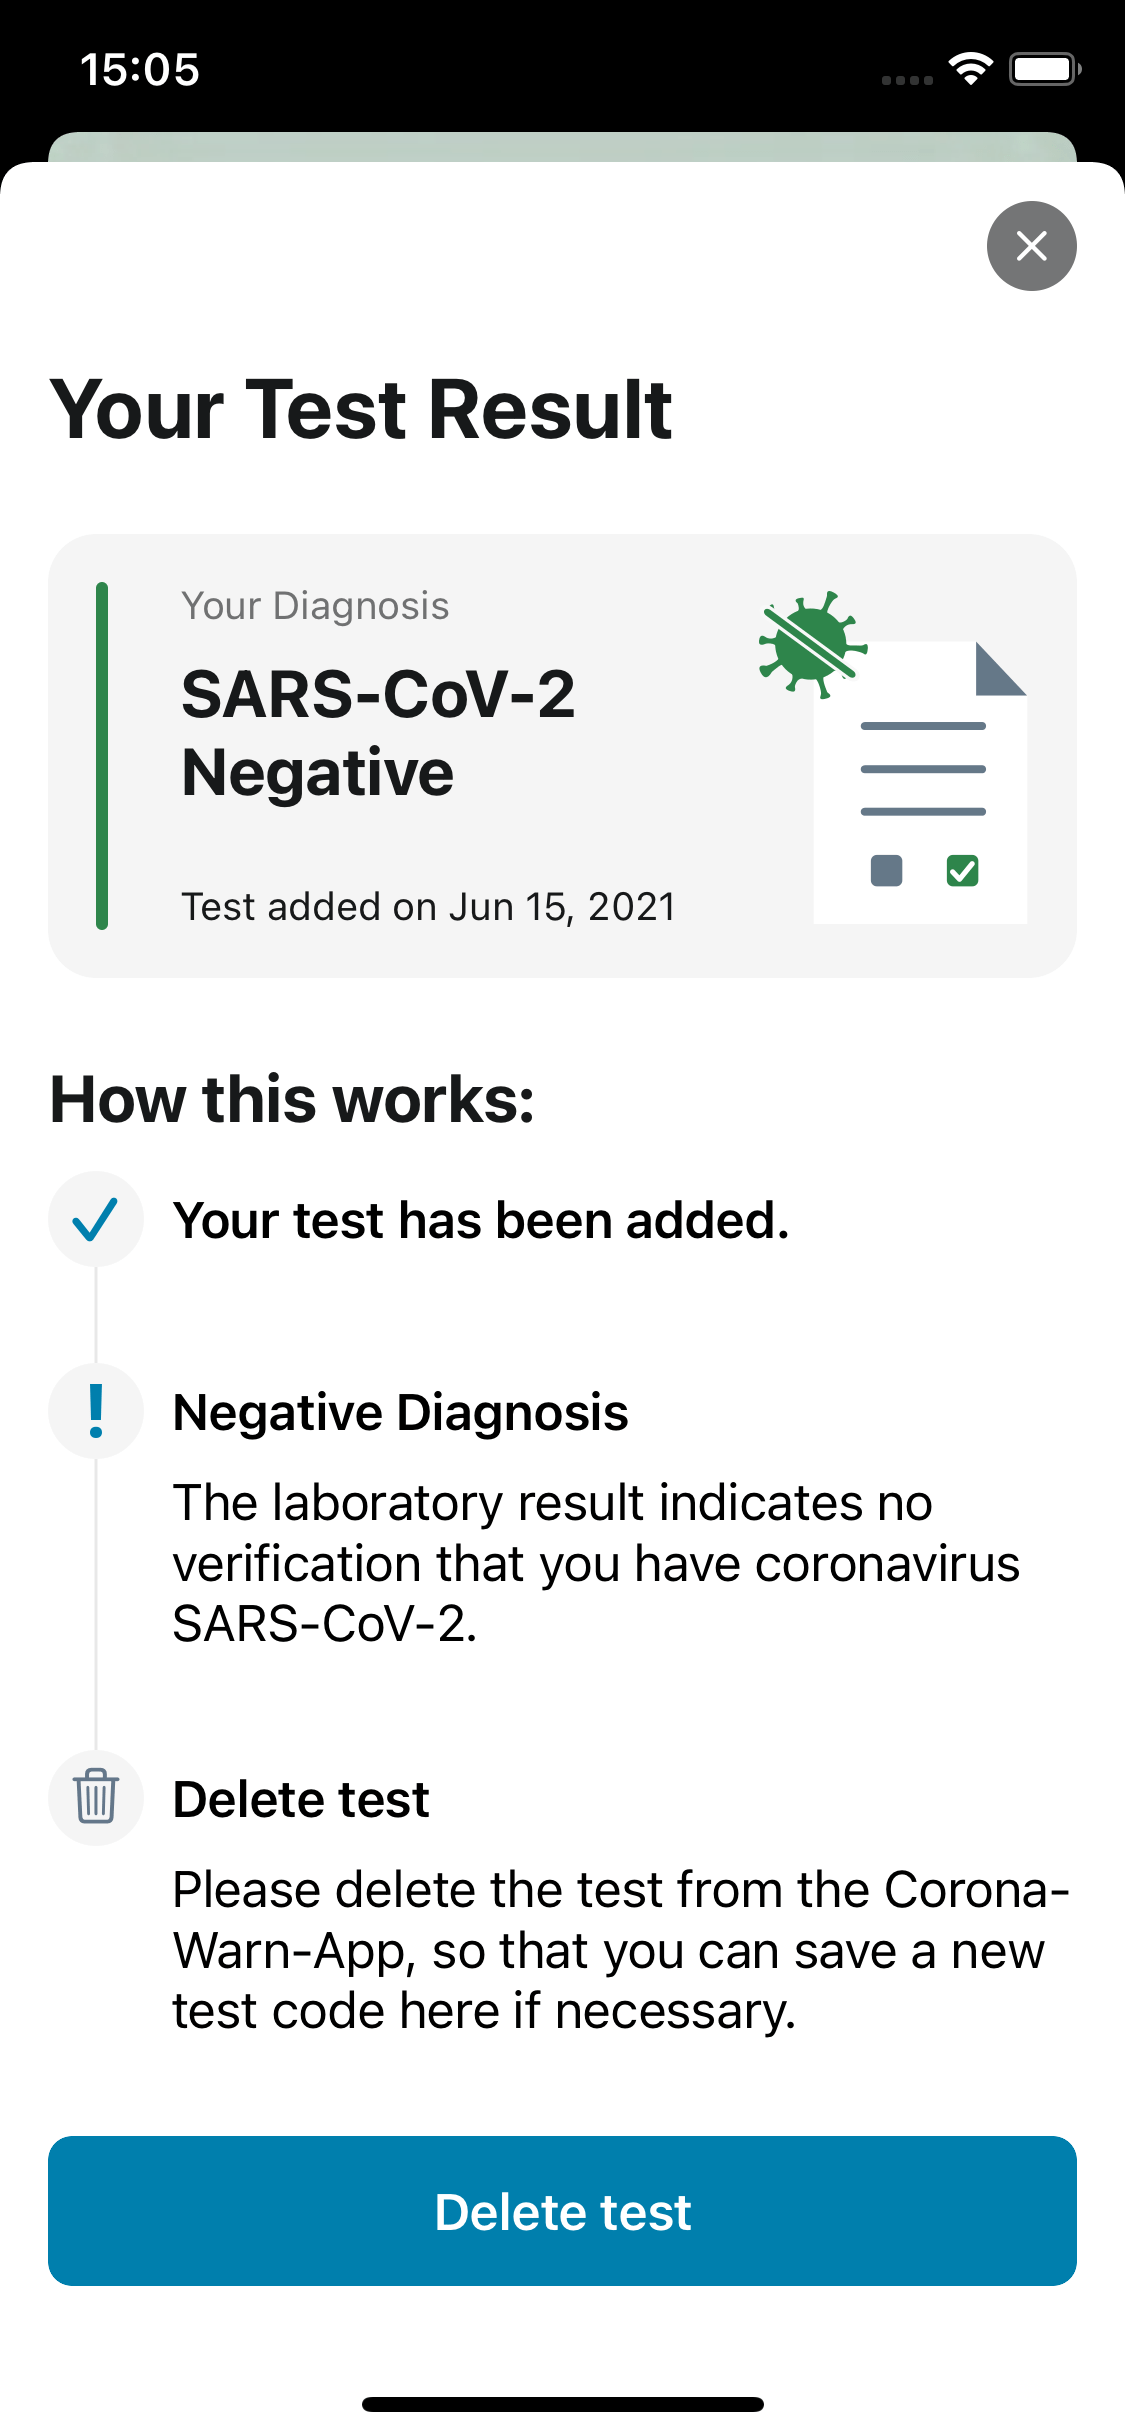 15:05
Your Test Result
Your Diagnosis
SARS-CoV-2
Negative
Test added on Jun 15, 2021
How this works:
Your test has been added.
Negative Diagnosis
The laboratory result indicates no
verification that you have coronavirus
SARS-CoV-2.
Delete test
Please delete the test from the Corona-
Warn-App, so that you can save a new
test code here if necessary.
Delete test